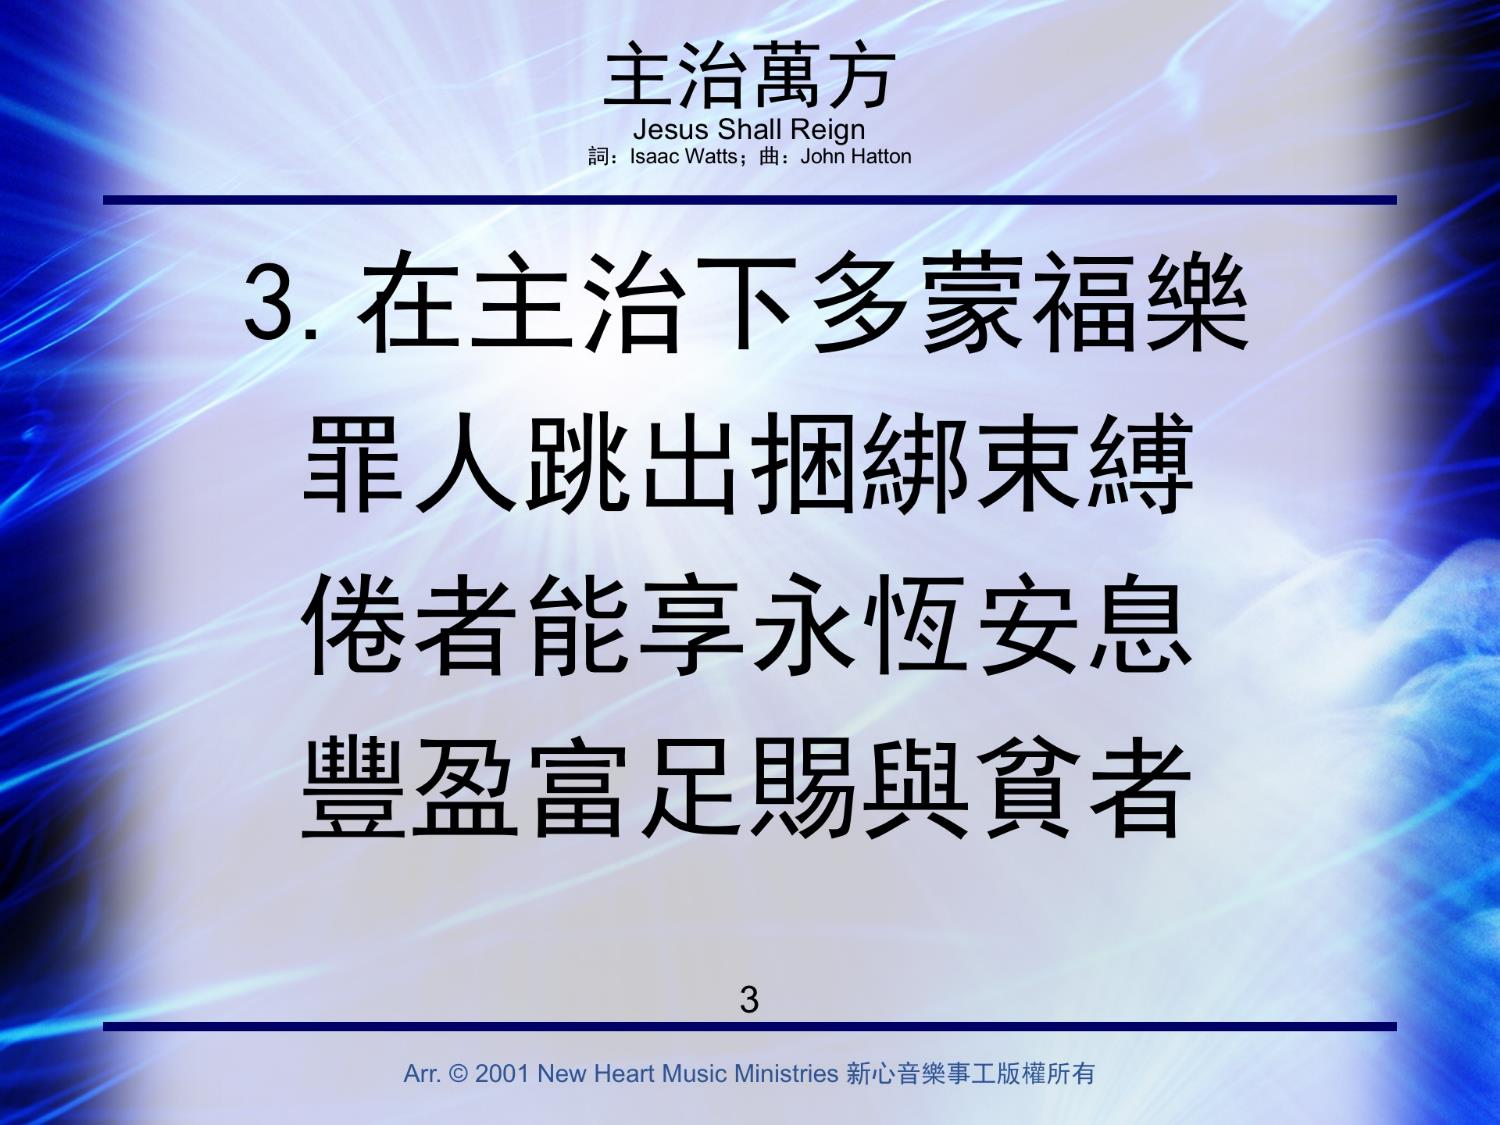 主治萬方
Jesus Shall Reign
詞：Isaac Watts；曲：John Hatton
3. 在主治下多蒙福樂
罪人跳出捆綁束縛
倦者能享永恆安息
豐盈富足賜與貧者
3
Arr. © 2001 New Heart Music Ministries 新心音樂事工版權所有